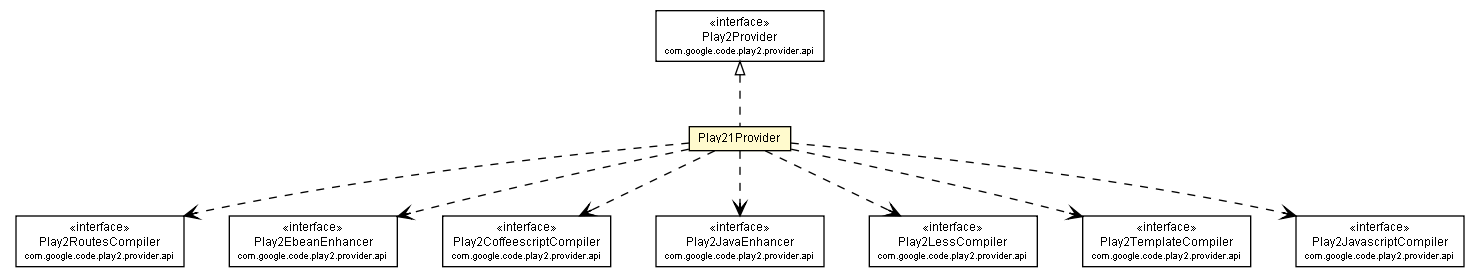 «interface»
Play2Provider
com.google.code.play2.provider.api
Play21Provider
«interface»
Play2RoutesCompiler
com.google.code.play2.provider.api
«interface»
Play2EbeanEnhancer
com.google.code.play2.provider.api
«interface»
Play2CoffeescriptCompiler
com.google.code.play2.provider.api
«interface»
Play2JavaEnhancer
com.google.code.play2.provider.api
«interface»
Play2LessCompiler
com.google.code.play2.provider.api
«interface»
Play2TemplateCompiler
com.google.code.play2.provider.api
«interface»
Play2JavascriptCompiler
com.google.code.play2.provider.api